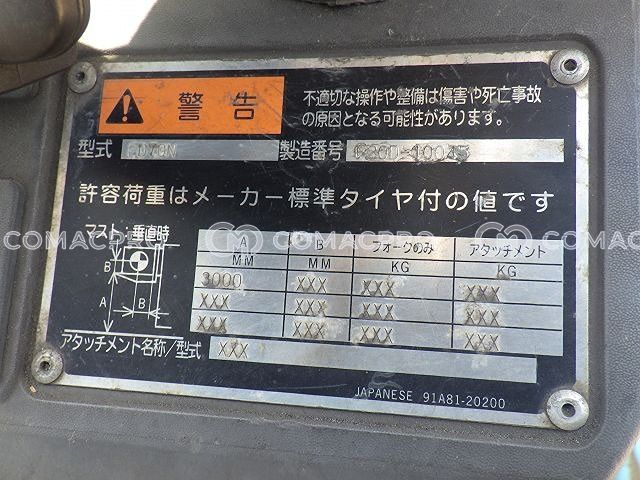 警告
不適切な操作や整備は傷害や死亡事故
の原因となる可能性があります。
型式 FD70N 製造番号
許容荷重はメーカー標準タイヤ付の値です
マスト:垂直時
A B フォークのみ アタッチメント
MM MM KG KG
3000 XXX XXX XXX
XXX XXX XXX XXX
XXX XXX XXX XXX
B
A B
アタッチメント名称/型式 XXX
JAPANESE 91A81-20200
COMACPRO COMACPRO COMACPRO